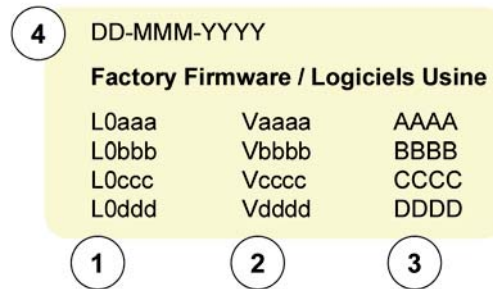 4 DD-MMM-YYYY
Factory Firmware / Logiciels Usine
L0aaa Vaaaa AAAA
L0bbb Vbbbb BBBB
L0ccc Vcccc CCCC
L0ddd Vdddd DDDD
1 2 3